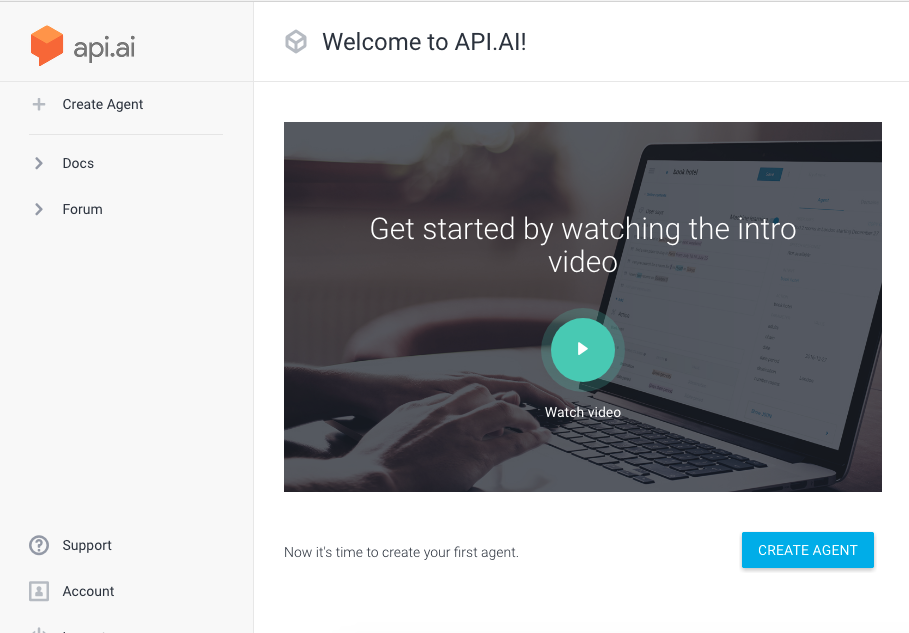 api.ai
Welcome to API.AI!
Create Agent
Docs
Forum
Get started by watching the intro
video
Watch video
Now it's time to create your first agent.
CREATE AGENT
Support
Account